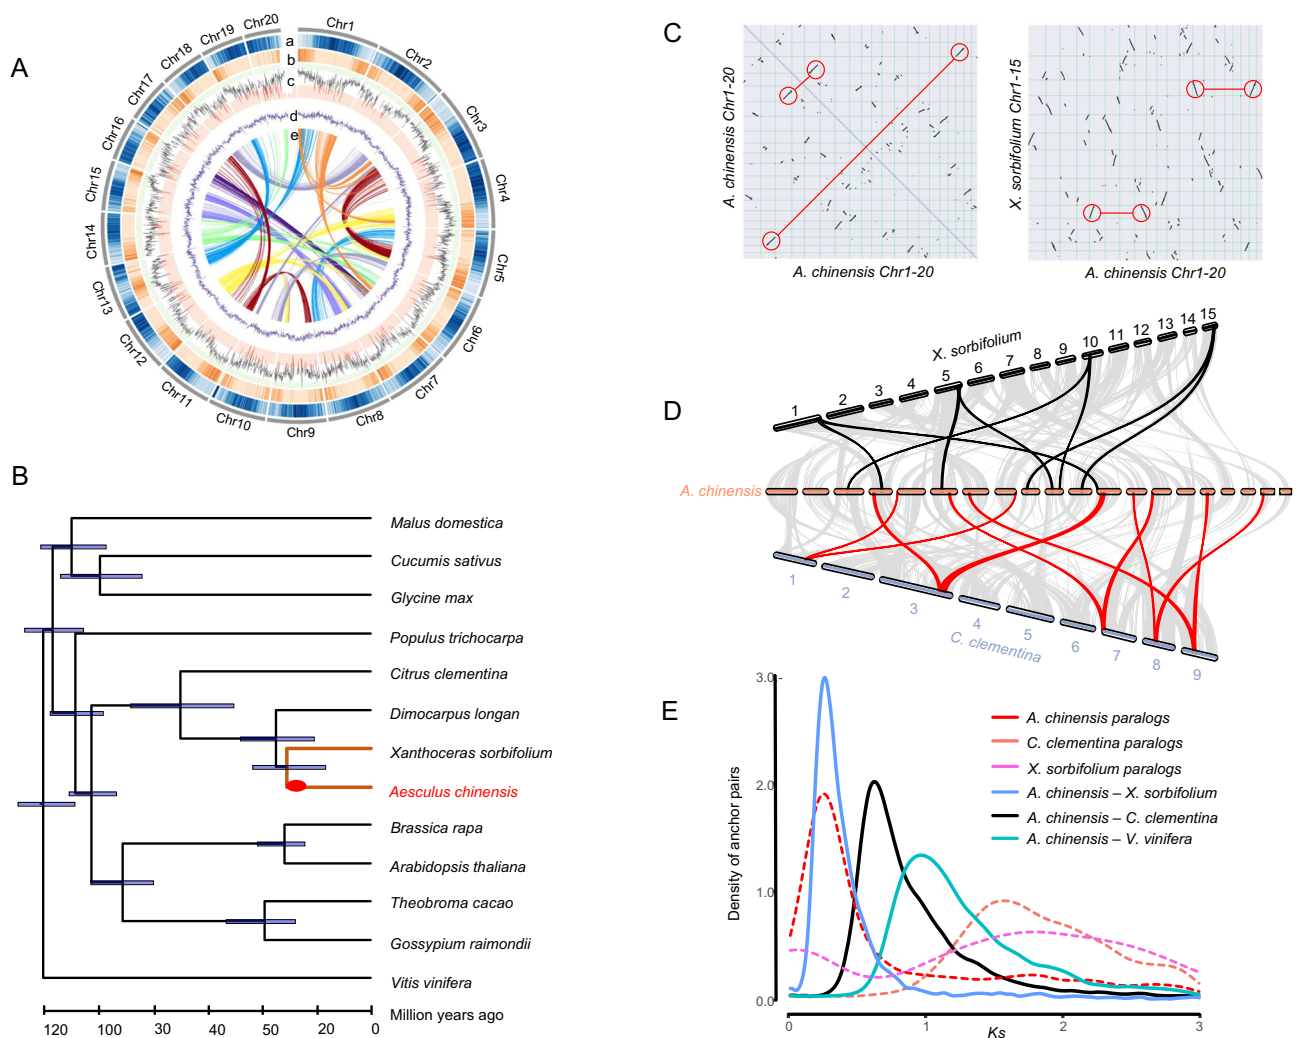 A
Chr1
Chr2
Chr3
Chr4
Chr5
Chr6
Chr7
Chr8
Chr9
Chr10
Chr11
Chr12
Chr13
Chr14
Chr15
Chr16
Chr17
Chr18
Chr19
Chr20
a
b
c
d
e
B
Malus domestica
Cucumis sativus
Glycine max
Populus trichocarpa
Citrus clementina
Dimocarpus longan
Xanthoceras sorbifolium
Aesculus chinensis
Brassica rapa
Arabidopsis thaliana
Theobroma cacao
Gossypium raimondii
Vitis vinifera
120 100 30 40 50 20 0
Million years ago
C
A. chinensis Chr1-20
A. chinensis Chr1-20
X. sorbifolium Chr1-15
A. chinensis Chr1-20
D
X. sorbifolium
1 2 3 4 5 6 7 8 9 10 11 12 13 14 15
A. chinensis
1 2 3 4 5 6 7 8 9
C. clementina
E
Density of anchor pairs
3.0
2.0
1.0
0.0
0 1 2 3
Ks
A. chinensis paralogs
C. clementina paralogs
X. sorbifolium paralogs
A. chinensis – X. sorbifolium
A. chinensis – C. clementina
A. chinensis – V. vinifera